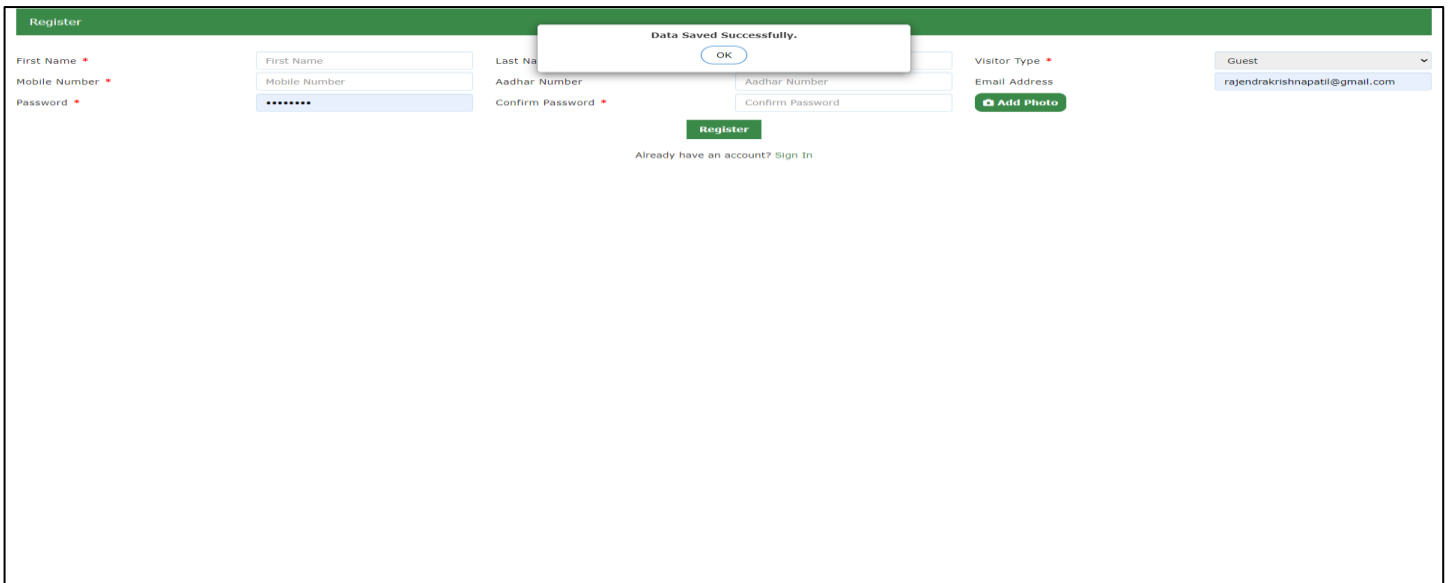 Register
Data Saved Successfully.
OK
First Name * First Name Last Na Visitor Type * Guest
Mobile Number * Mobile Number Aadhar Number Aadhar Number Email Address rajendrakrishnapatil@gmail.com
Password * •••••••• Confirm Password * Confirm Password Add Photo
Register
Already have an account? Sign In